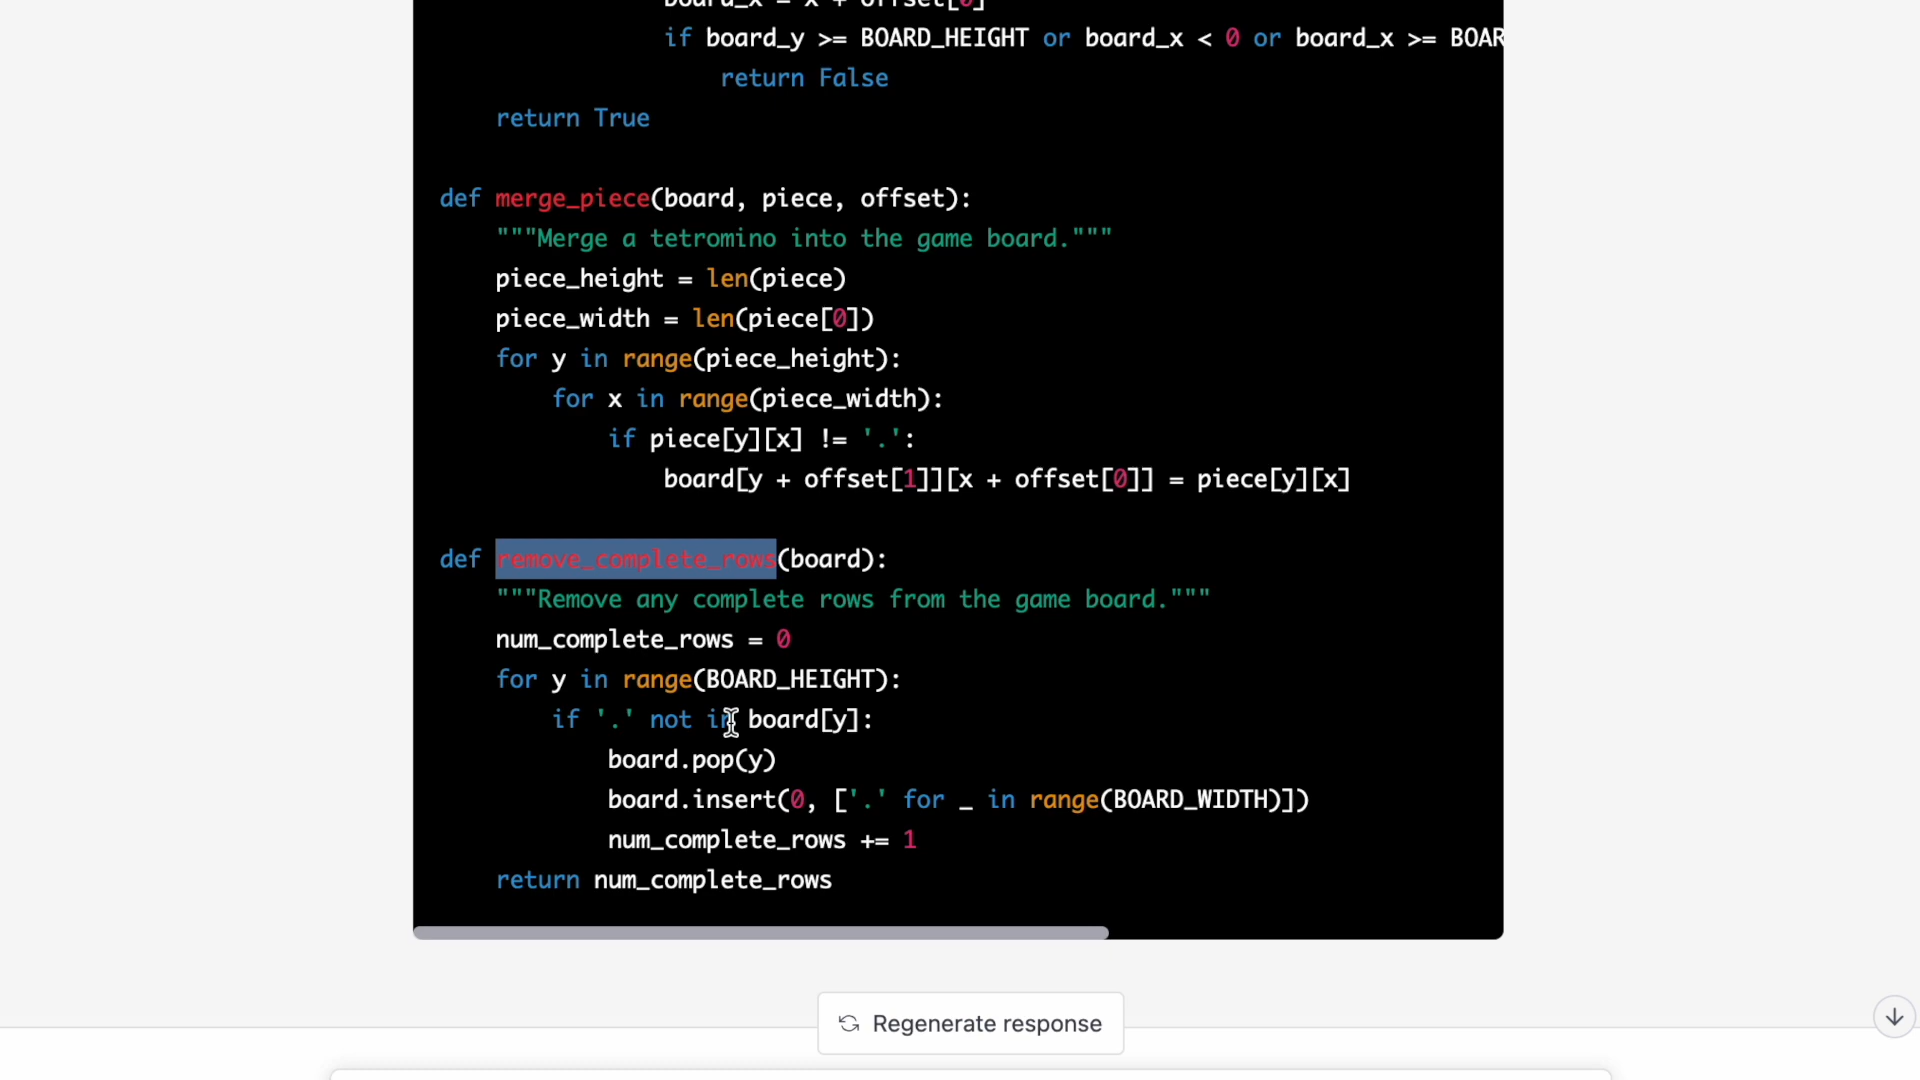 board_x = x + offset[0]
if board_y >= BOARD_HEIGHT or board_x < 0 or board_x >= BOAR
return False
return True
def merge_piece(board, piece, offset):
"""Merge a tetromino into the game board."""
piece_height = len(piece)
piece_width = len(piece[0])
for y in range(piece_height):
for x in range(piece_width):
if piece[y][x] != '.':
board[y + offset[1]][x + offset[0]] = piece[y][x]
def remove_complete_rows(board):
"""Remove any complete rows from the game board."""
num_complete_rows = 0
for y in range(BOARD_HEIGHT):
if '.' not in board[y]:
board.pop(y)
board.insert(0, ['.' for _ in range(BOARD_WIDTH)])
num_complete_rows += 1
return num_complete_rows
Regenerate response